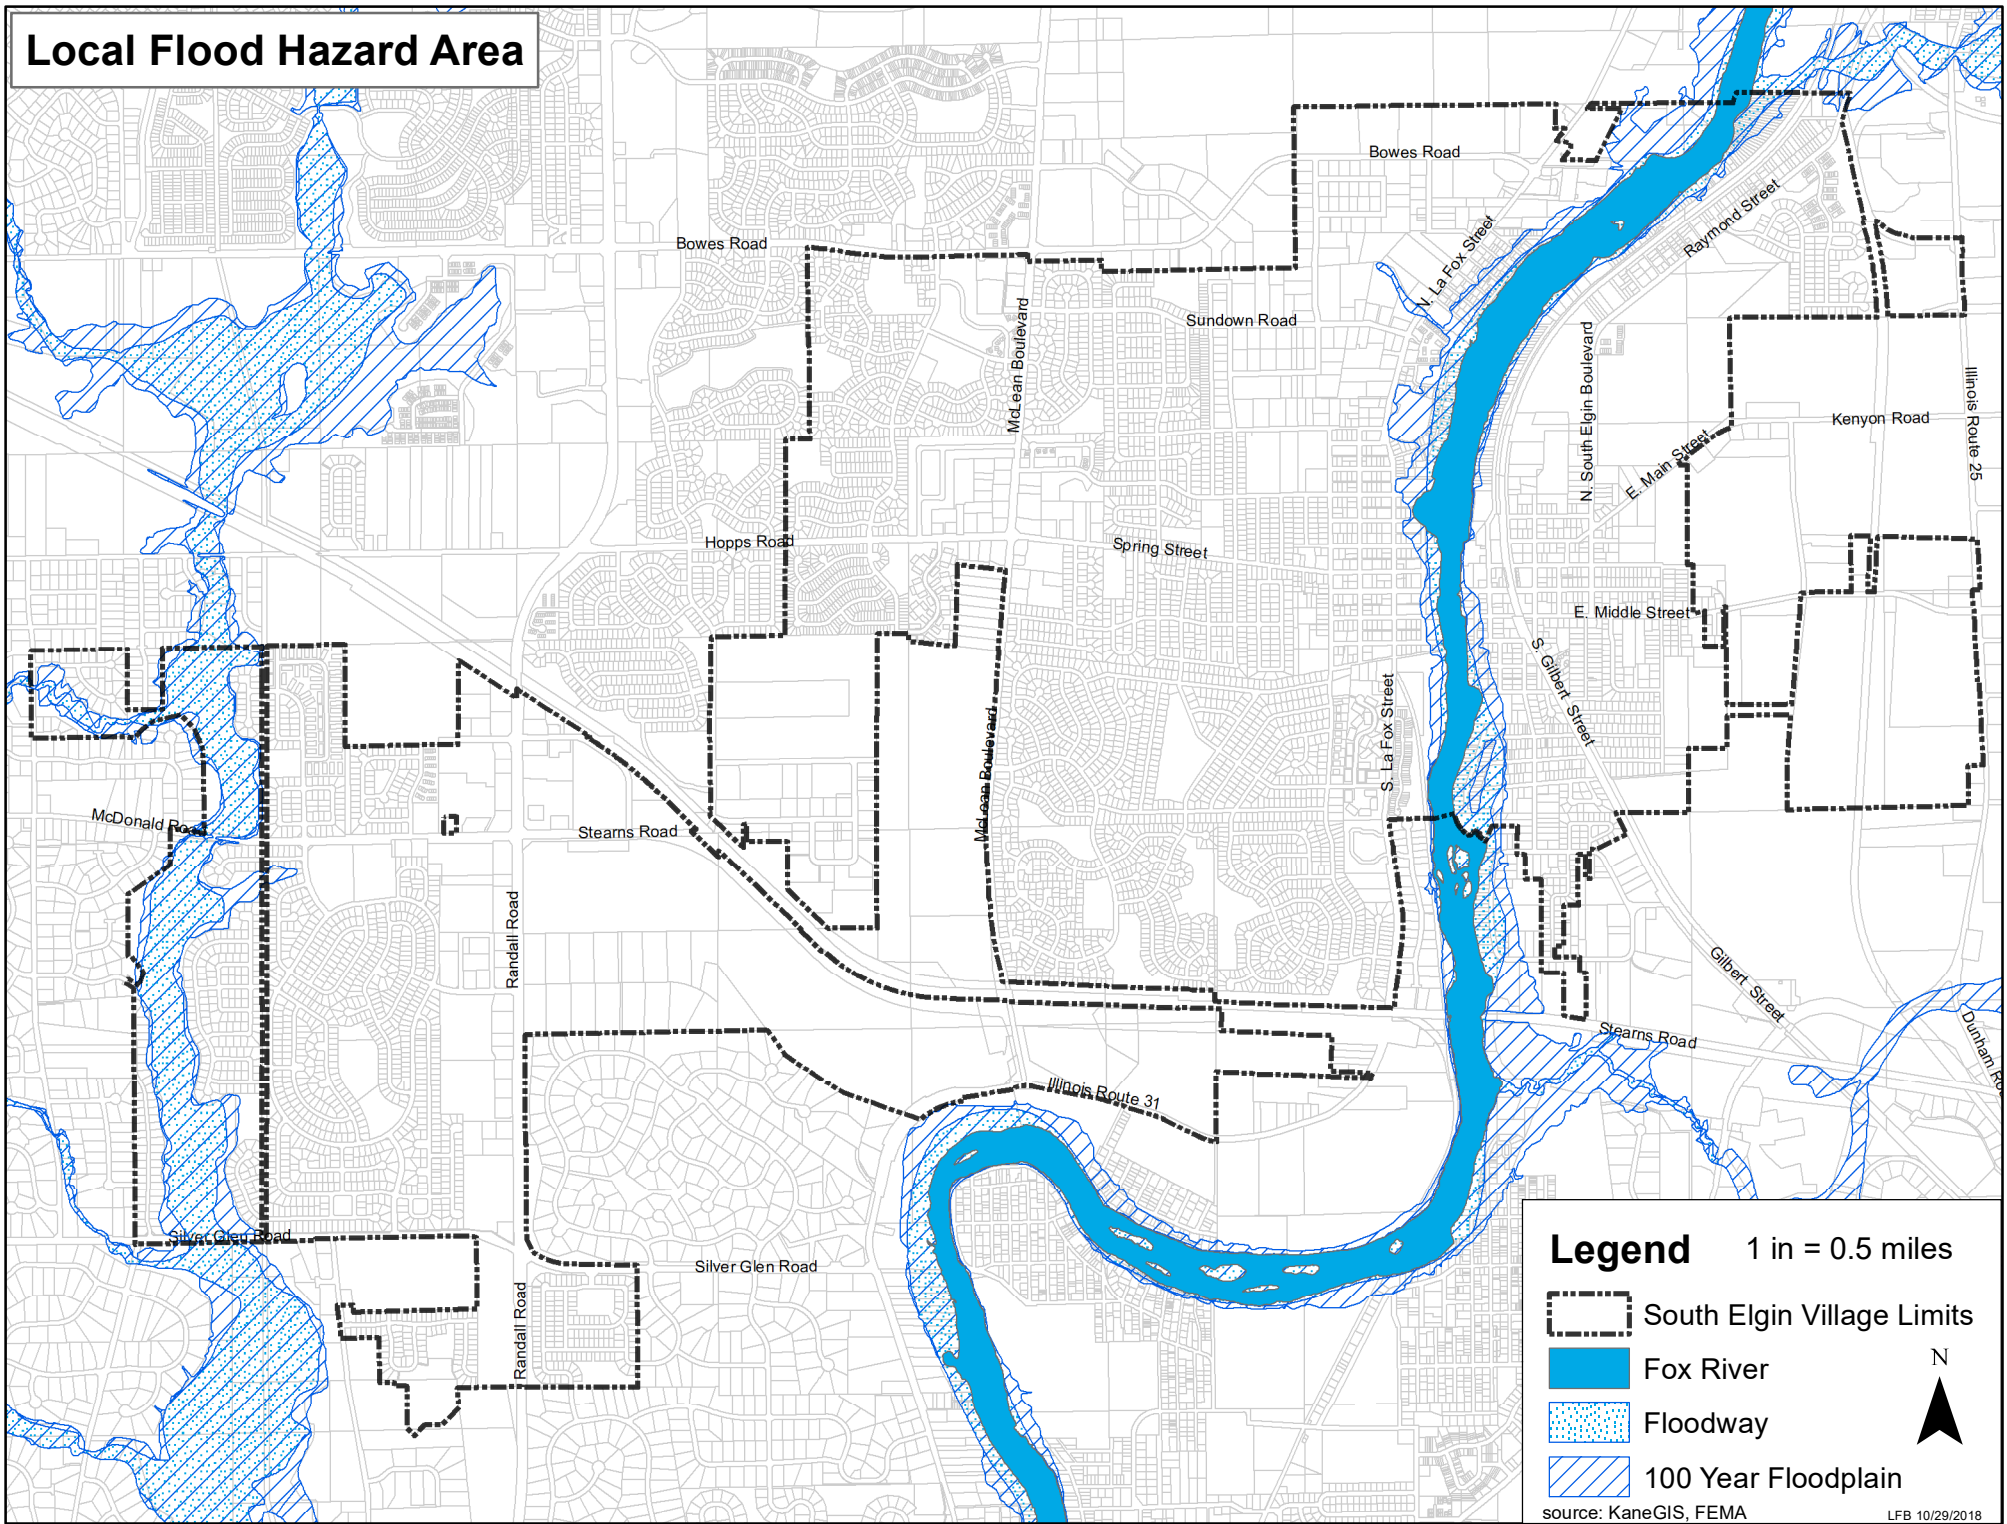 Local Flood Hazard Area
Bowes Road
Raymond Street
N. La Fox Street
Bowes Road
McLean Boulevard
Sundown Road
N. South Elgin Boulevard
Illinois Route 25
Kenyon Road
E. Main Street
Hopps Road
Spring Street
E. Middle Street
S. Gilbert Street
S. La Fox Street
McLean Boulevard
McDonald Road
Stearns Road
Randall Road
Gilbert Street
Stearns Road
Dunham Ro
Illinois Route 31
Silver Glen Road
Silver Glen Road
Randall Road
Legend 1 in = 0.5 miles
South Elgin Village Limits
Fox River
N
Floodway
100 Year Floodplain
source: KaneGIS, FEMA
LFB 10/29/2018